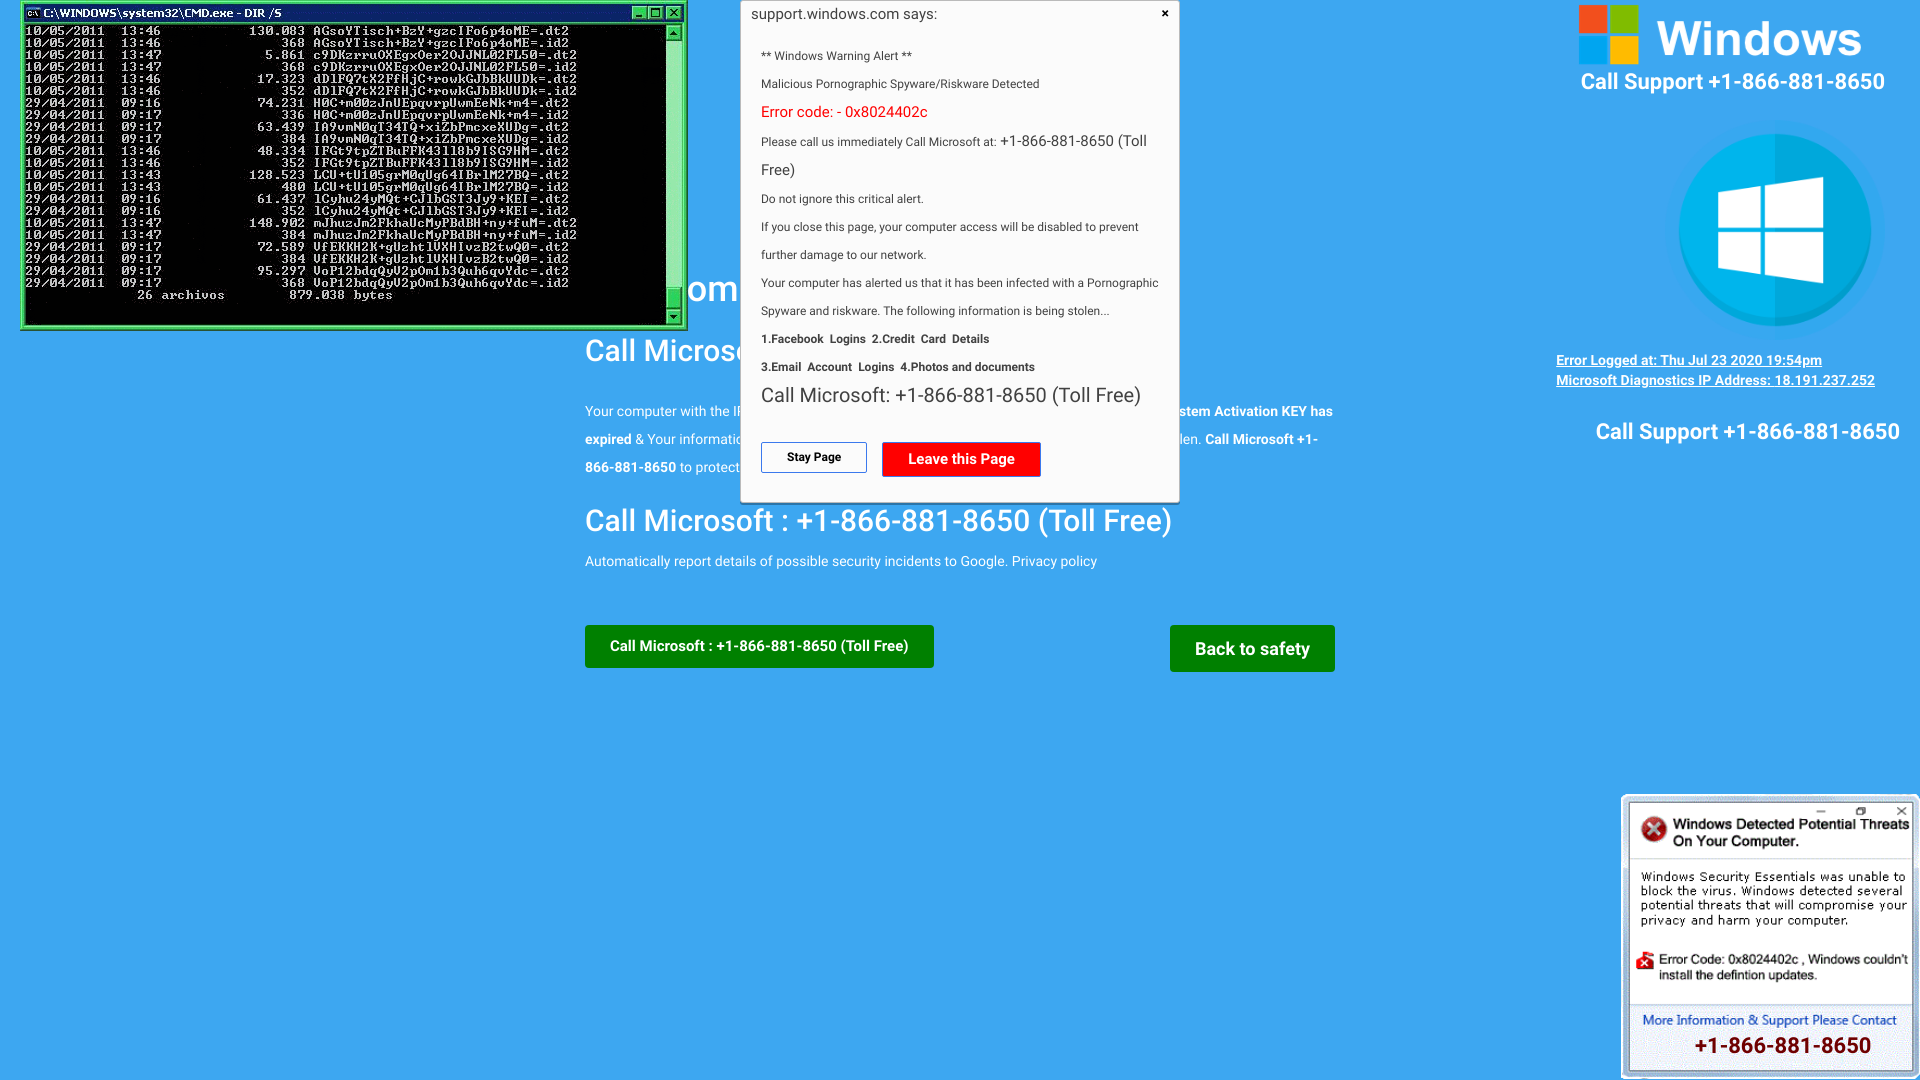 C:\WINDOWS\system32\CMD.exe - DIR /S
10/05/2011 13:46 130.083 AGsoYTisch+BzY+gzcIFo6p4oME=.dt2
10/05/2011 13:46 368 AGsoYTisch+BzY+gzcIFo6p4oME=.id2
10/05/2011 13:47 5.861 c9DKzrruOXEgxOer2OJJNL02FL50=.dt2
10/05/2011 13:47 368 c9DKzrruOXEgxOer2OJJNL02FL50=.id2
10/05/2011 13:46 17.323 dDlFQ7tX2FfHjC+rowkGJbBkUUDk=.dt2
10/05/2011 13:46 352 dDlFQ7tX2FfHjC+rowkGJbBkUUDk=.id2
29/04/2011 09:16 74.231 H0C+m00zJnUEpqvrpUwmEeNk+m4=.dt2
29/04/2011 09:16 336 H0C+m00zJnUEpqvrpUwmEeNk+m4=.id2
29/04/2011 09:17 63.439 IA9vmN0qT34TQ+xiZbPmcxeXUDg=.dt2
29/04/2011 09:17 384 IA9vmN0qT34TQ+xiZbPmcxeXUDg=.id2
10/05/2011 13:46 48.334 IFGt9tpZTBuFFK43ll8b9ISG9HM=.dt2
10/05/2011 13:46 352 IFGt9tpZTBuFFK43ll8b9ISG9HM=.id2
10/05/2011 13:43 128.523 LCU+tU105grM0qUg64IBrlM27BQ=.dt2
10/05/2011 13:43 480 LCU+tU105grM0qUg64IBrlM27BQ=.id2
29/04/2011 09:16 61.437 lCyhu24yMQt+CJlbGST3Jy9+KEI=.dt2
29/04/2011 09:16 352 lCyhu24yMQt+CJlbGST3Jy9+KEI=.id2
10/05/2011 13:47 148.902 mJhuzJm2FkhaUcMyPBdBH+ny+fuM=.dt2
10/05/2011 13:47 384 mJhuzJm2FkhaUcMyPBdBH+ny+fuM=.id2
29/04/2011 09:17 72.589 VfEKKH2K+gUzhtlVXHIvzB2twQ0=.dt2
29/04/2011 09:17 384 VfEKKH2K+gUzhtlVXHIvzB2twQ0=.id2
29/04/2011 09:17 95.297 VoP12bdqQyV2pOm1b3Quh6qvYdc=.dt2
29/04/2011 09:17 368 VoP12bdqQyV2pOm1b3Quh6qvYdc=.id2
26 archivos 879.038 bytes
support.windows.com says:
** Windows Warning Alert **
Malicious Pornographic Spyware/Riskware Detected
Error code: - 0x8024402c
Please call us immediately Call Microsoft at: +1-866-881-8650 (Toll
Free)
Do not ignore this critical alert.
If you close this page, your computer access will be disabled to prevent
further damage to our network.
Your computer has alerted us that it has been infected with a Pornographic
Spyware and riskware. The following information is being stolen...
1.Facebook Logins 2.Credit Card Details
3.Email Account Logins 4.Photos and documents
Call Microsoft: +1-866-881-8650 (Toll Free)
Stay Page
Leave this Page
Windows
Call Support +1-866-881-8650
Error Logged at: Thu Jul 23 2020 19:54pm
Microsoft Diagnostics IP Address: 18.191.237.252
Call Support +1-866-881-8650
om
Call Micros
Your computer with the stem Activation KEY has
expired & Your informati len. Call Microsoft +1-
866-881-8650 to protect
Call Microsoft : +1-866-881-8650 (Toll Free)
Automatically report details of possible security incidents to Google. Privacy policy
Call Microsoft : +1-866-881-8650 (Toll Free)
Back to safety
Windows Detected Potential Threats
On Your Computer.
Windows Security Essentials was unable to
block the virus. Windows detected several
potential threats that will compromise your
privacy and harm your computer.
Error Code: 0x8024402c , Windows couldn't
install the defintion updates.
More Information & Support Please Contact
+1-866-881-8650